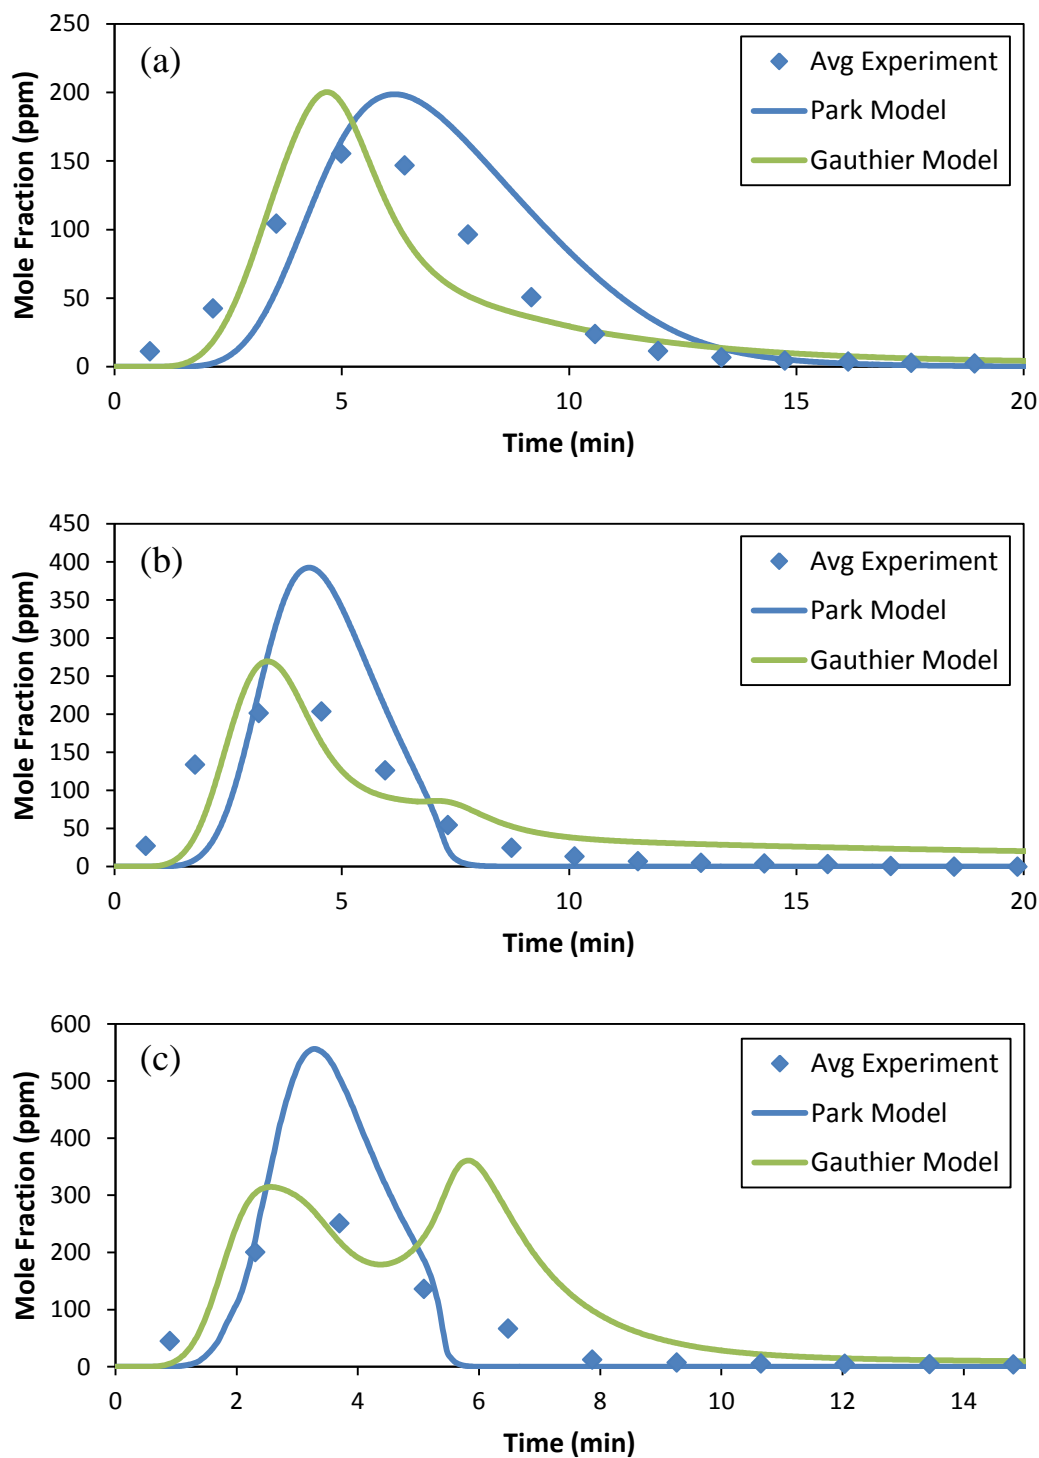 (a)
Avg Experiment
Park Model
Gauthier Model
Mole Fraction (ppm)
250
200
150
100
50
0
0 5 10 15 20
Time (min)
(b)
Avg Experiment
Park Model
Gauthier Model
Mole Fraction (ppm)
450
400
350
300
250
200
150
100
50
0
0 5 10 15 20
Time (min)
(c)
Avg Experiment
Park Model
Gauthier Model
Mole Fraction (ppm)
600
500
400
300
200
100
0
0 2 4 6 8 10 12 14
Time (min)